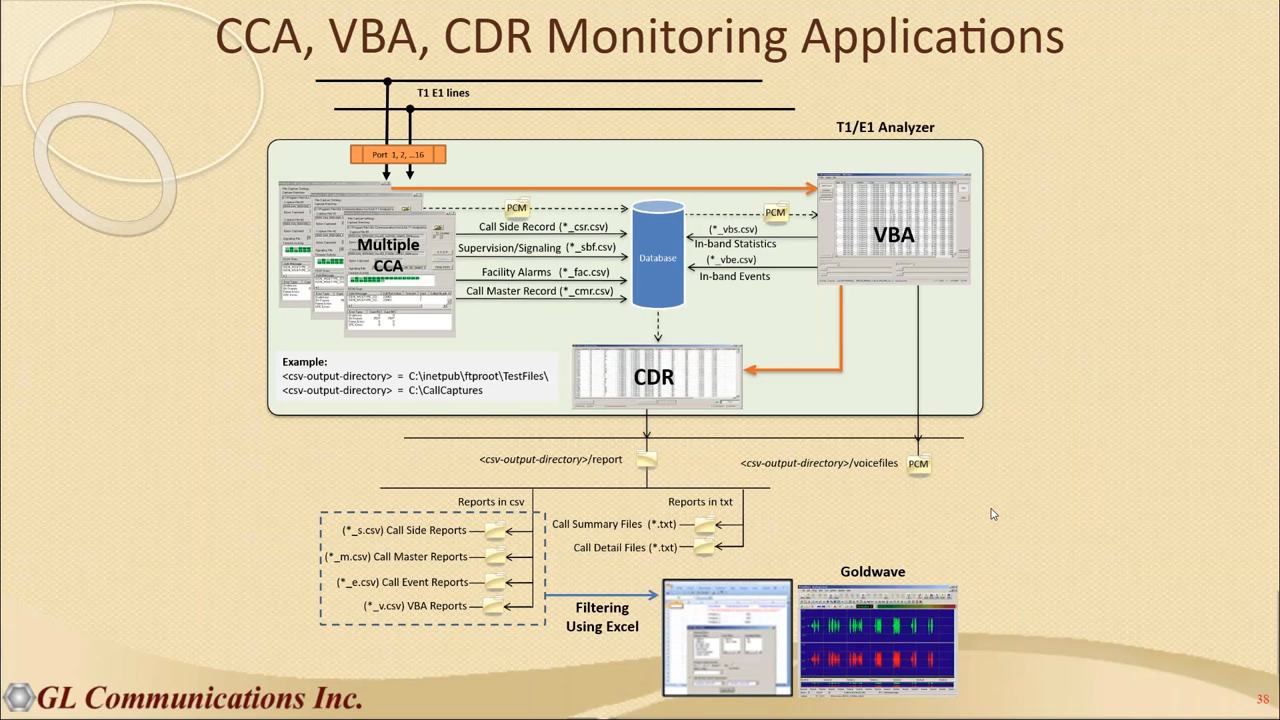 CCA, VBA, CDR Monitoring Applications
T1 E1 lines
T1/E1 Analyzer
Port 1, 2, ...16
PCM
PCM
Call Side Record (*_csr.csv)
(*_vbs.csv)
Multiple
CCA
Supervision/Signaling (*_sbf.csv)
Database
In-band Statistics
VBA
(*_vbe.csv)
Facility Alarms (*_fac.csv)
In-band Events
Call Master Record (*_cmr.csv)
Example:
<csv-output-directory> = C:\inetpub\ftproot\TestFiles\
<csv-output-directory> = C:\CallCaptures
CDR
<csv-output-directory>/report
<csv-output-directory>/voicefiles
PCM
Reports in csv
Reports in txt
(*_s.csv) Call Side Reports
(*_m.csv) Call Master Reports
(*_e.csv) Call Event Reports
(*_v.csv) VBA Reports
Call Summary Files (*.txt)
Call Detail Files (*.txt)
Filtering
Using Excel
Goldwave
GL Communications Inc.
38